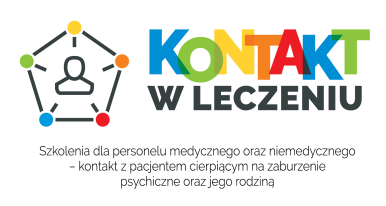 KONTAKT
W LECZENIU
Szkolenia dla personelu medycznego oraz niemedycznego
– kontakt z pacjentem cierpiącym na zaburzenie
psychiczne oraz jego rodziną